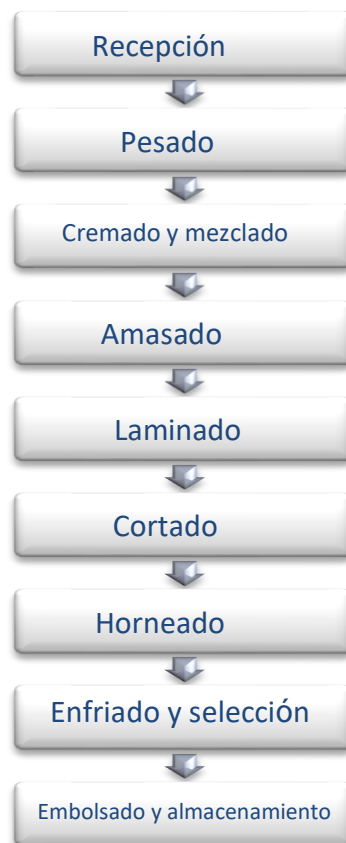 Recepción
Pesado
Cremado y mezclado
Amasado
Laminado
Cortado
Horneado
Enfriado y selección
Embolsado y almacenamiento